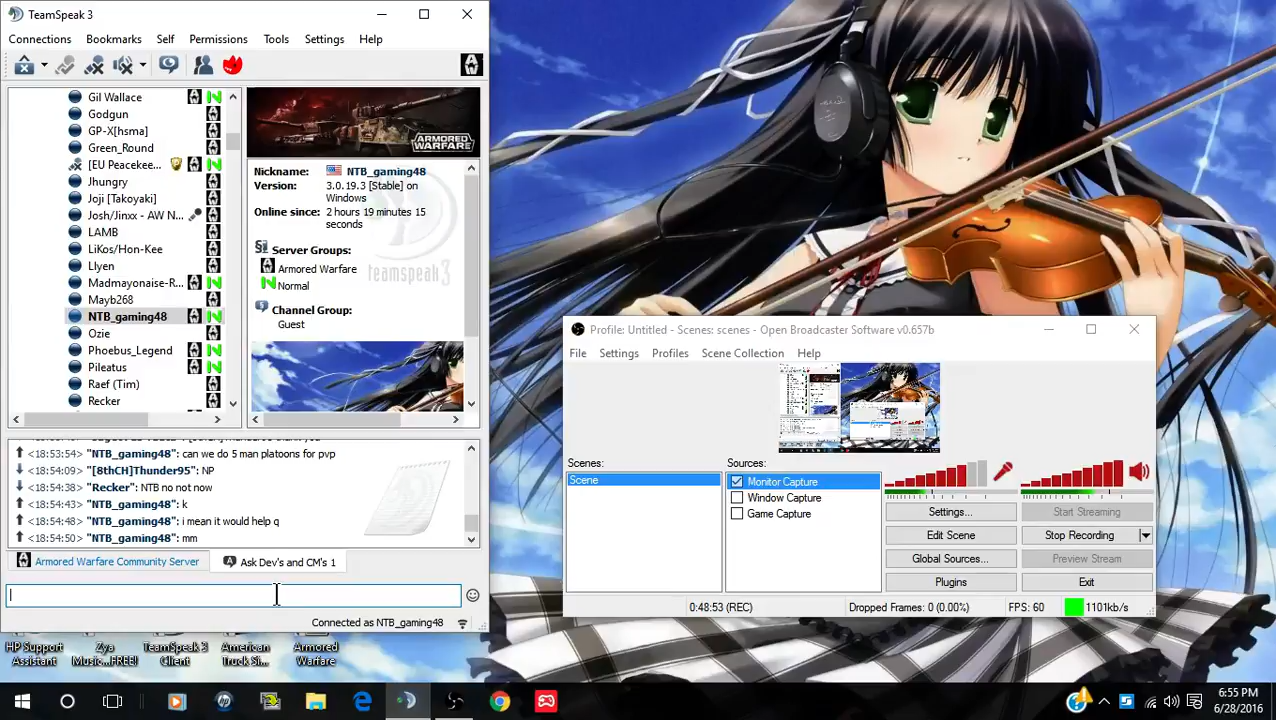 TeamSpeak 3
Connections Bookmarks Self Permissions Tools Settings Help
Gil Wallace
Godgun
GP-X[hsma]
Green_Round
[EU Peacekee...
Jhungry
Joji [Takoyaki]
Josh/Jinxx - AW N...
LAMB
LiKos/Hon-Kee
Llyen
Madmayonaise-R...
Mayb268
NTB_gaming48
Ozie
Phoebus_Legend
Pileatus
Raef (Tim)
Recker
ARMORED
WARFARE
Nickname: NTB_gaming48
Version: 3.0.19.3 [Stable] on
Windows
Online since: 2 hours 19 minutes 15
seconds
Server Groups:
Armored Warfare
Normal
Channel Group:
Guest
teamspeak 3
<18:53:54> "NTB_gaming48": can we do 5 man platoons for pvp
<18:54:09> "[8thCH]Thunder95": NP
<18:54:38> "Recker": NTB no not now
<18:54:43> "NTB_gaming48": k
<18:54:48> "NTB_gaming48": i mean it would help q
<18:54:50> "NTB_gaming48": mm
Armored Warfare Community Server Ask Dev's and CM's 1
Connected as NTB_gaming48
Profile: Untitled - Scenes: scenes - Open Broadcaster Software v0.657b
File Settings Profiles Scene Collection Help
Scenes: Sources:
Scene
Monitor Capture
Window Capture
Game Capture
Settings... Start Streaming
Edit Scene Stop Recording
Global Sources... Preview Stream
Plugins Exit
0:48:53 (REC) Dropped Frames: 0 (0.00%) FPS: 60 1101kb/s
HP Support
Assistant
Zya
Music...FREE!
TeamSpeak 3
Client
American
Truck Si...
Armored
Warfare
6:55 PM
6/28/2016